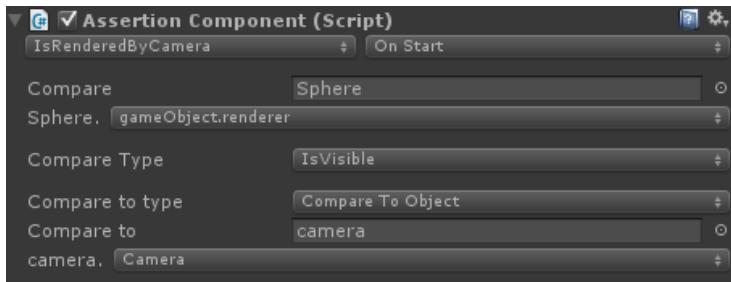 Assertion Component (Script)
IsRenderedByCamera On Start
Compare Sphere
Sphere. gameObject.renderer
Compare Type IsVisible
Compare to type Compare To Object
Compare to camera
camera. Camera